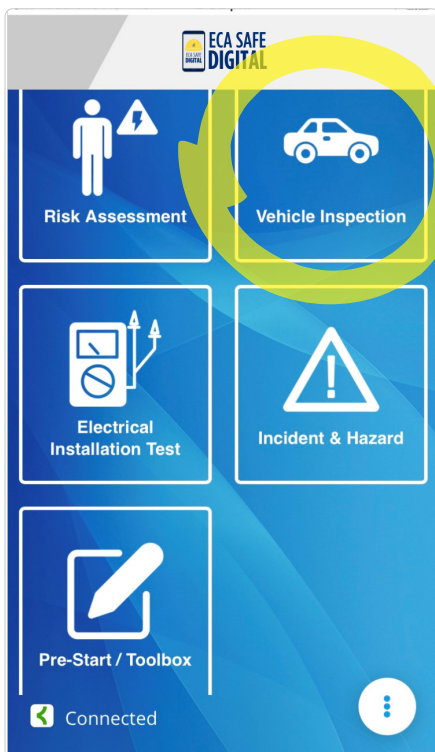 ECA SAFE
DIGITAL
ECA SAFE
DIGITAL
Risk Assessment
Vehicle Inspection
Electrical
Installation Test
Incident & Hazard
Pre-Start / Toolbox
Connected